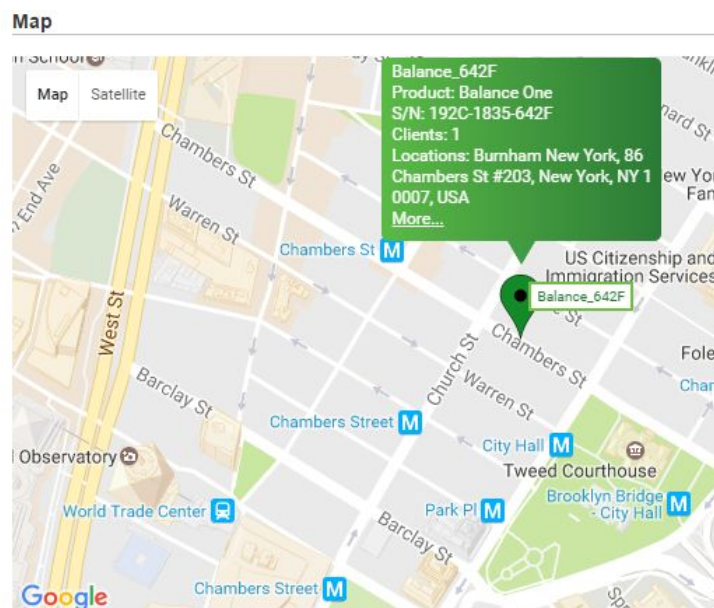 Map
Map
Satellite
Balance_642F
Product: Balance One
S/N: 192C-1835-642F
Clients: 1
Locations: Burnham New York, 86
Chambers St #203, New York, NY 1
0007, USA
More...
School
Chambers St
End Ave
Warren St
Chambers St M
West St
US Citizenship and
Immigration Services
Balance_642F
Chambers St
Church St
Warren St
Fole
Barclay St
Chambers Street M
City Hall M
Observatory
Tweed Courthouse
World Trade Center
Park Pl M
Brooklyn Bridge
- City Hall M
Barclay St
Chambers Street M
Google